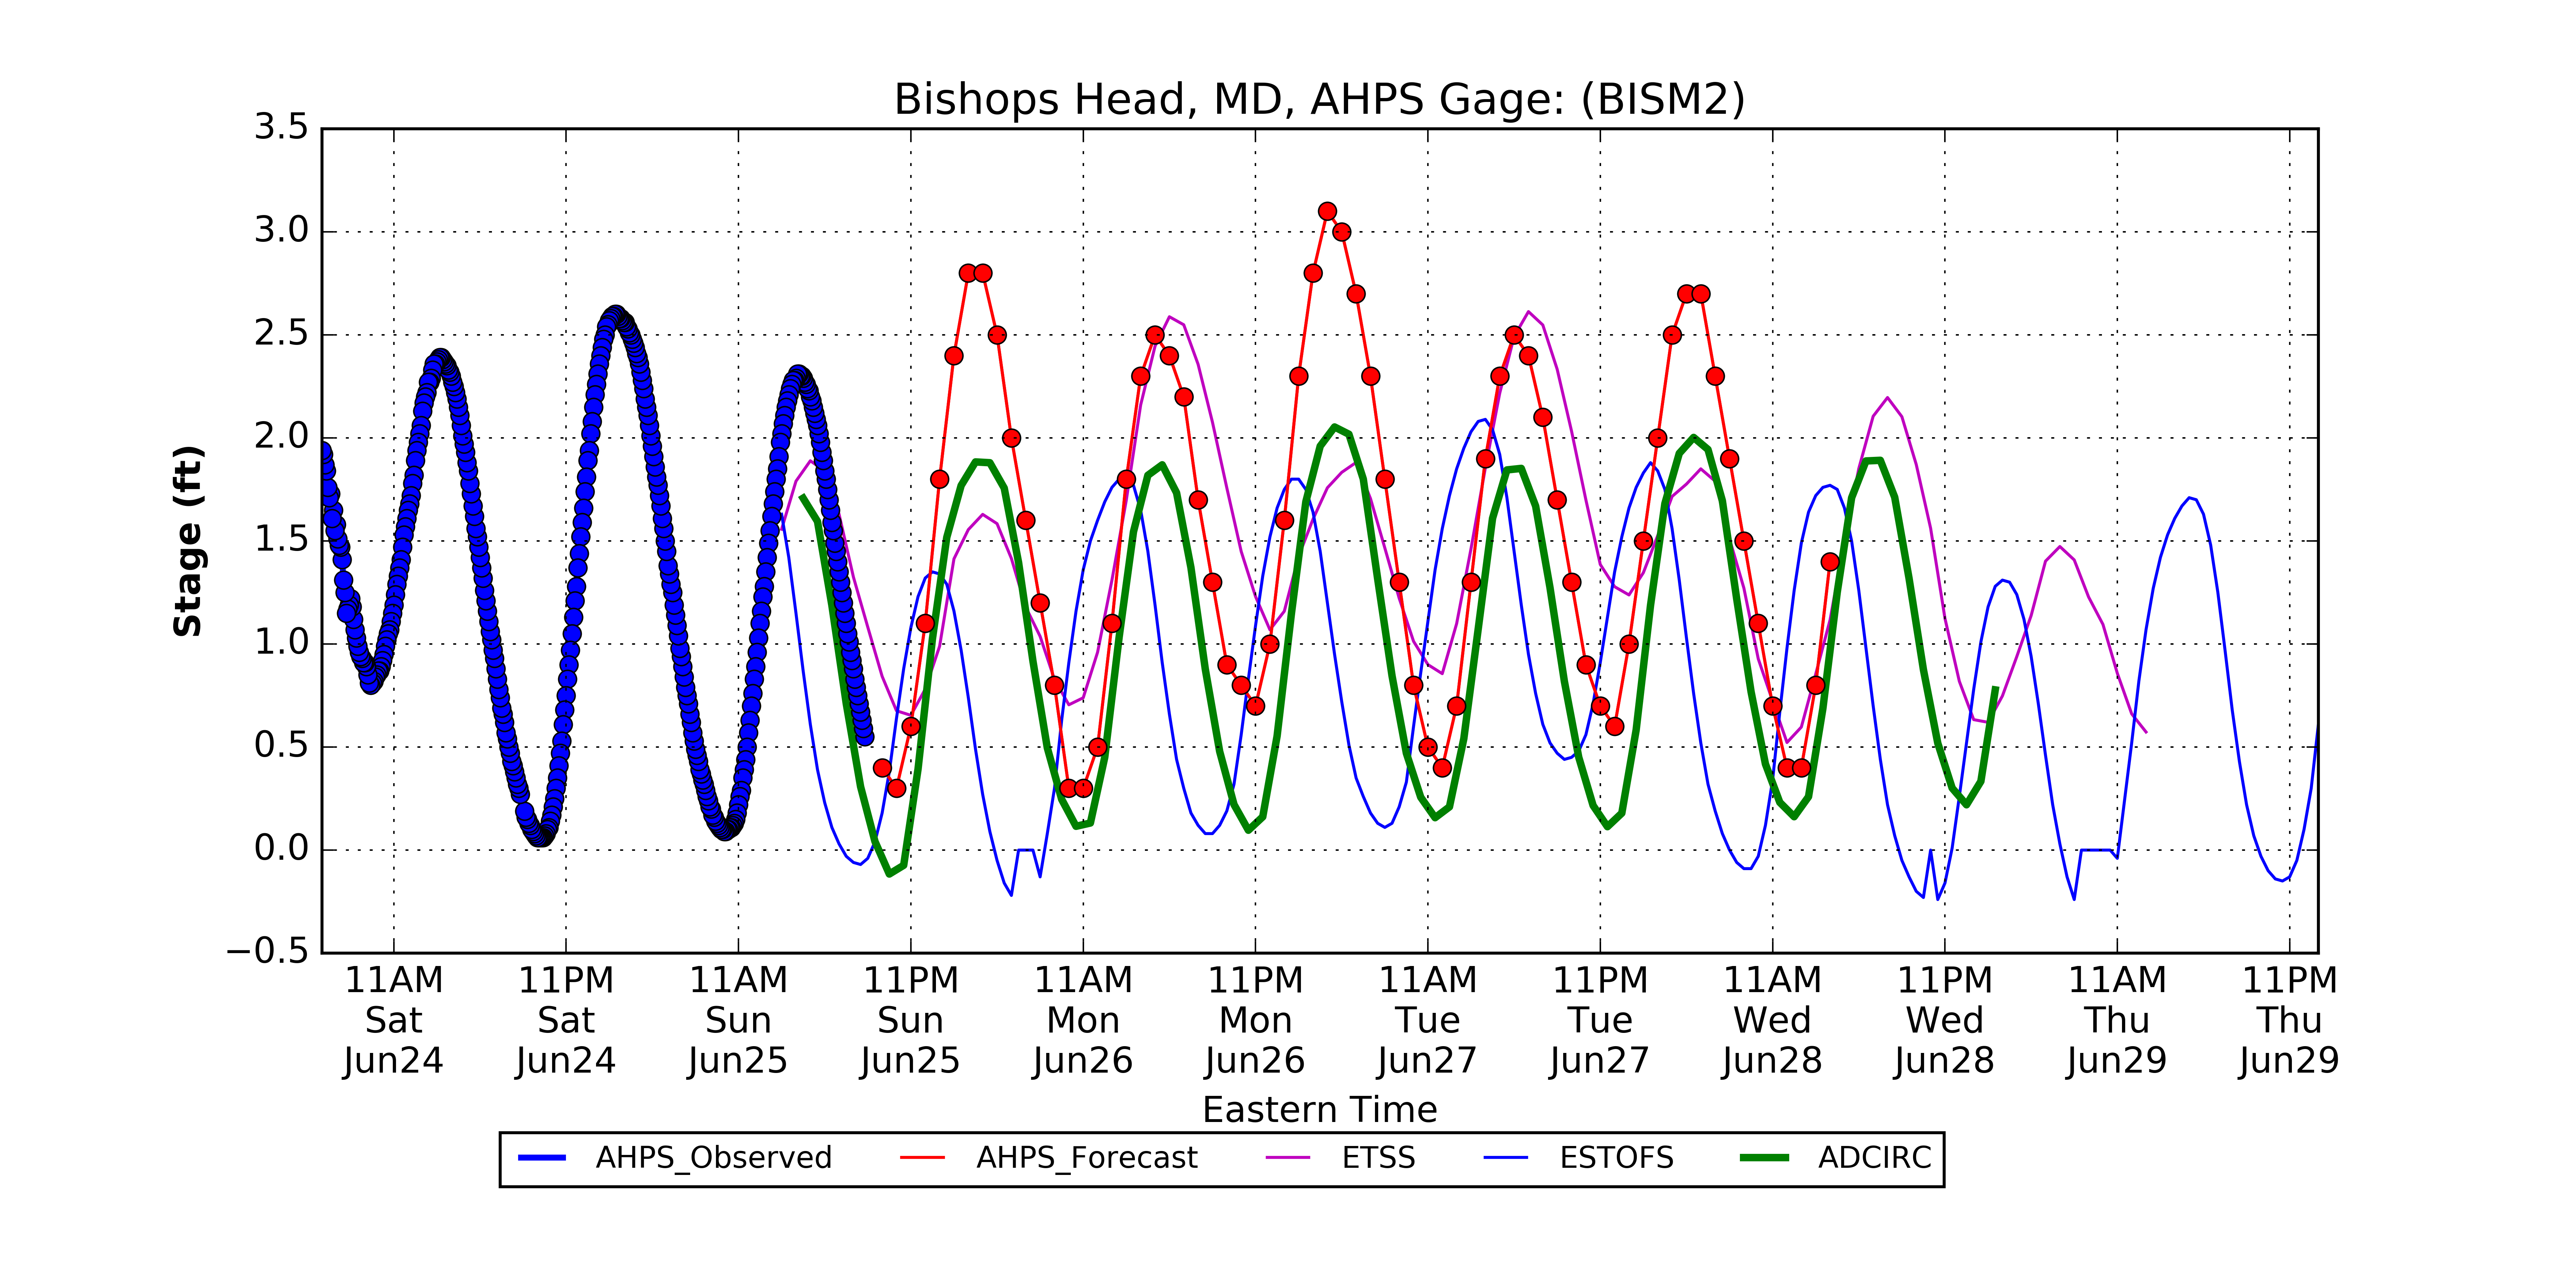 Bishops Head, MD, AHPS Gage: (BISM2)
Stage (ft)
3.5
3.0
2.5
2.0
1.5
1.0
0.5
0.0
−0.5
11AM 11PM 11AM 11PM 11AM 11PM 11AM 11PM 11AM 11PM 11AM 11PM
Sat Sat Sun Sun Mon Mon Tue Tue Wed Wed Thu Thu
Jun24 Jun24 Jun25 Jun25 Jun26 Jun26 Jun27 Jun27 Jun28 Jun28 Jun29 Jun29
Eastern Time
AHPS_Observed AHPS_Forecast ETSS ESTOFS ADCIRC